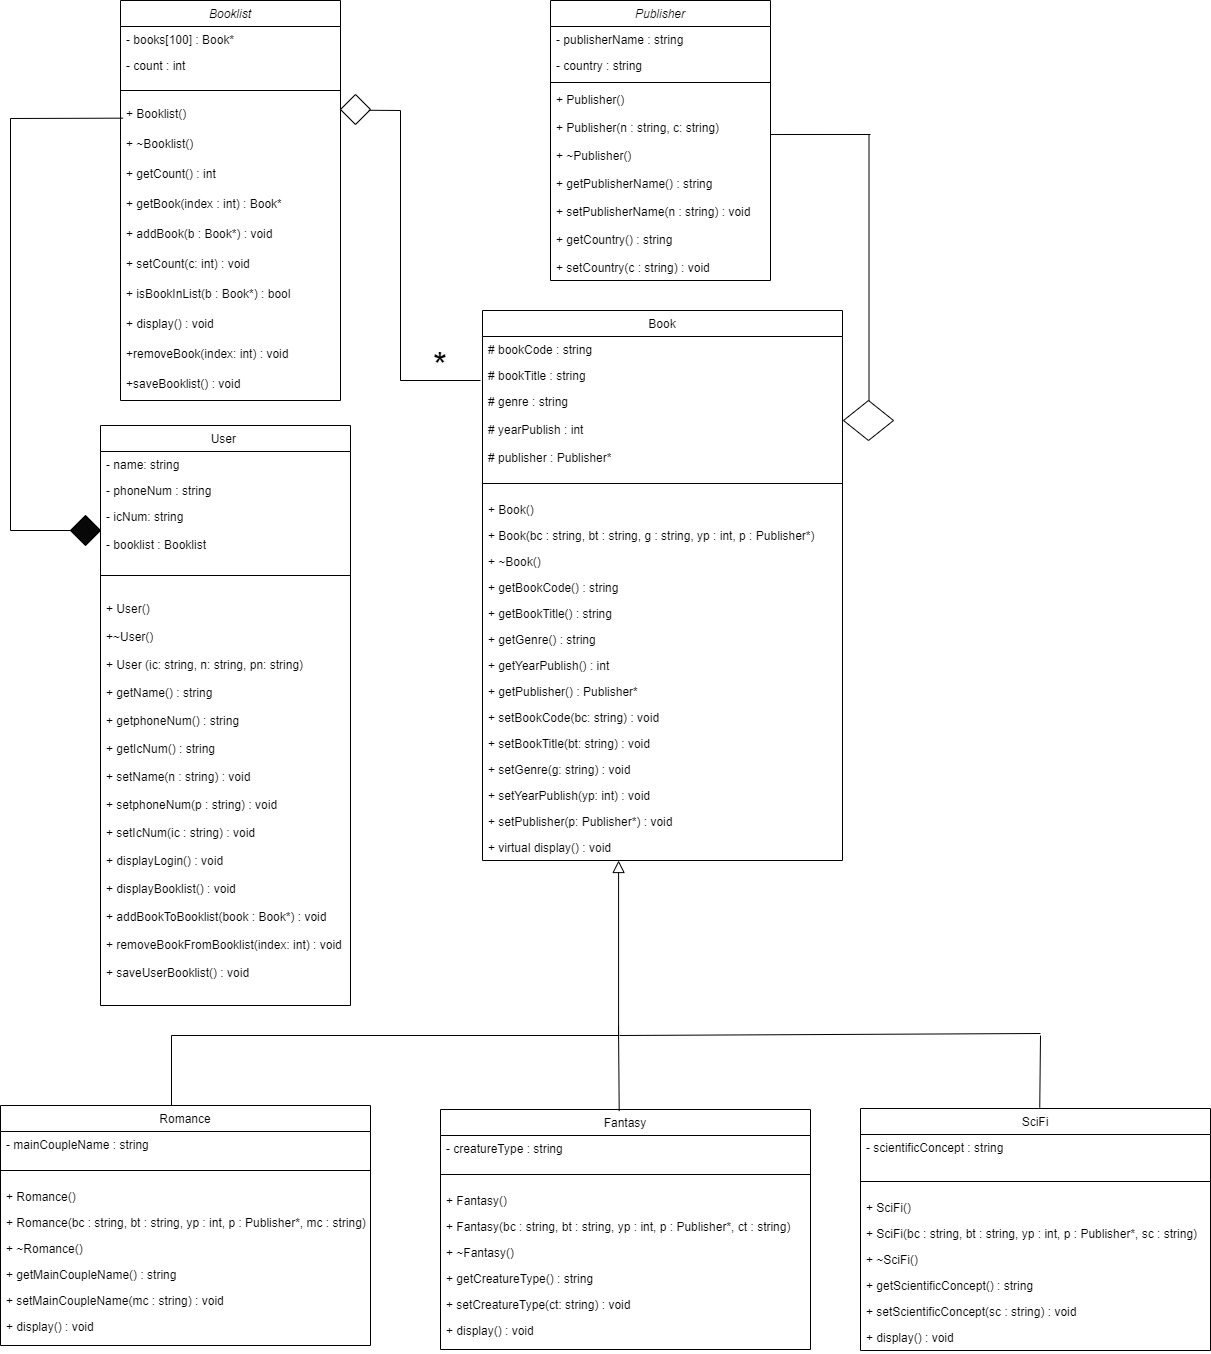 Booklist
- books[100] : Book*
- count : int
+ Booklist()
+ ~Booklist()
+ getCount() : int
+ getBook(index : int) : Book*
+ addBook(b : Book*) : void
+ setCount(c: int) : void
+ isBookInList(b : Book*) : bool
+ display() : void
+removeBook(index: int) : void
+saveBooklist() : void
Publisher
- publisherName : string
- country : string
+ Publisher()
+ Publisher(n : string, c: string)
+ ~Publisher()
+ getPublisherName() : string
+ setPublisherName(n : string) : void
+ getCountry() : string
+ setCountry(c : string) : void
*
Book
# bookCode : string
# bookTitle : string
# genre : string
# yearPublish : int
# publisher : Publisher*
+ Book()
+ Book(bc : string, bt : string, g : string, yp : int, p : Publisher*)
+ ~Book()
+ getBookCode() : string
+ getBookTitle() : string
+ getGenre() : string
+ getYearPublish() : int
+ getPublisher() : Publisher*
+ setBookCode(bc: string) : void
+ setBookTitle(bt: string) : void
+ setGenre(g: string) : void
+ setYearPublish(yp: int) : void
+ setPublisher(p: Publisher*) : void
+ virtual display() : void
User
- name: string
- phoneNum : string
- icNum: string
- booklist : Booklist
+ User()
+~User()
+ User (ic: string, n: string, pn: string)
+ getName() : string
+ getphoneNum() : string
+ getIcNum() : string
+ setName(n : string) : void
+ setphoneNum(p : string) : void
+ setIcNum(ic : string) : void
+ displayLogin() : void
+ displayBooklist() : void
+ addBookToBooklist(book : Book*) : void
+ removeBookFromBooklist(index: int) : void
+ saveUserBooklist() : void
Romance
- mainCoupleName : string
+ Romance()
+ Romance(bc : string, bt : string, yp : int, p : Publisher*, mc : string)
+ ~Romance()
+ getMainCoupleName() : string
+ setMainCoupleName(mc : string) : void
+ display() : void
Fantasy
- creatureType : string
+ Fantasy()
+ Fantasy(bc : string, bt : string, yp : int, p : Publisher*, ct : string)
+ ~Fantasy()
+ getCreatureType() : string
+ setCreatureType(ct: string) : void
+ display() : void
SciFi
- scientificConcept : string
+ SciFi()
+ SciFi(bc : string, bt : string, yp : int, p : Publisher*, sc : string)
+ ~SciFi()
+ getScientificConcept() : string
+ setScientificConcept(sc : string) : void
+ display() : void